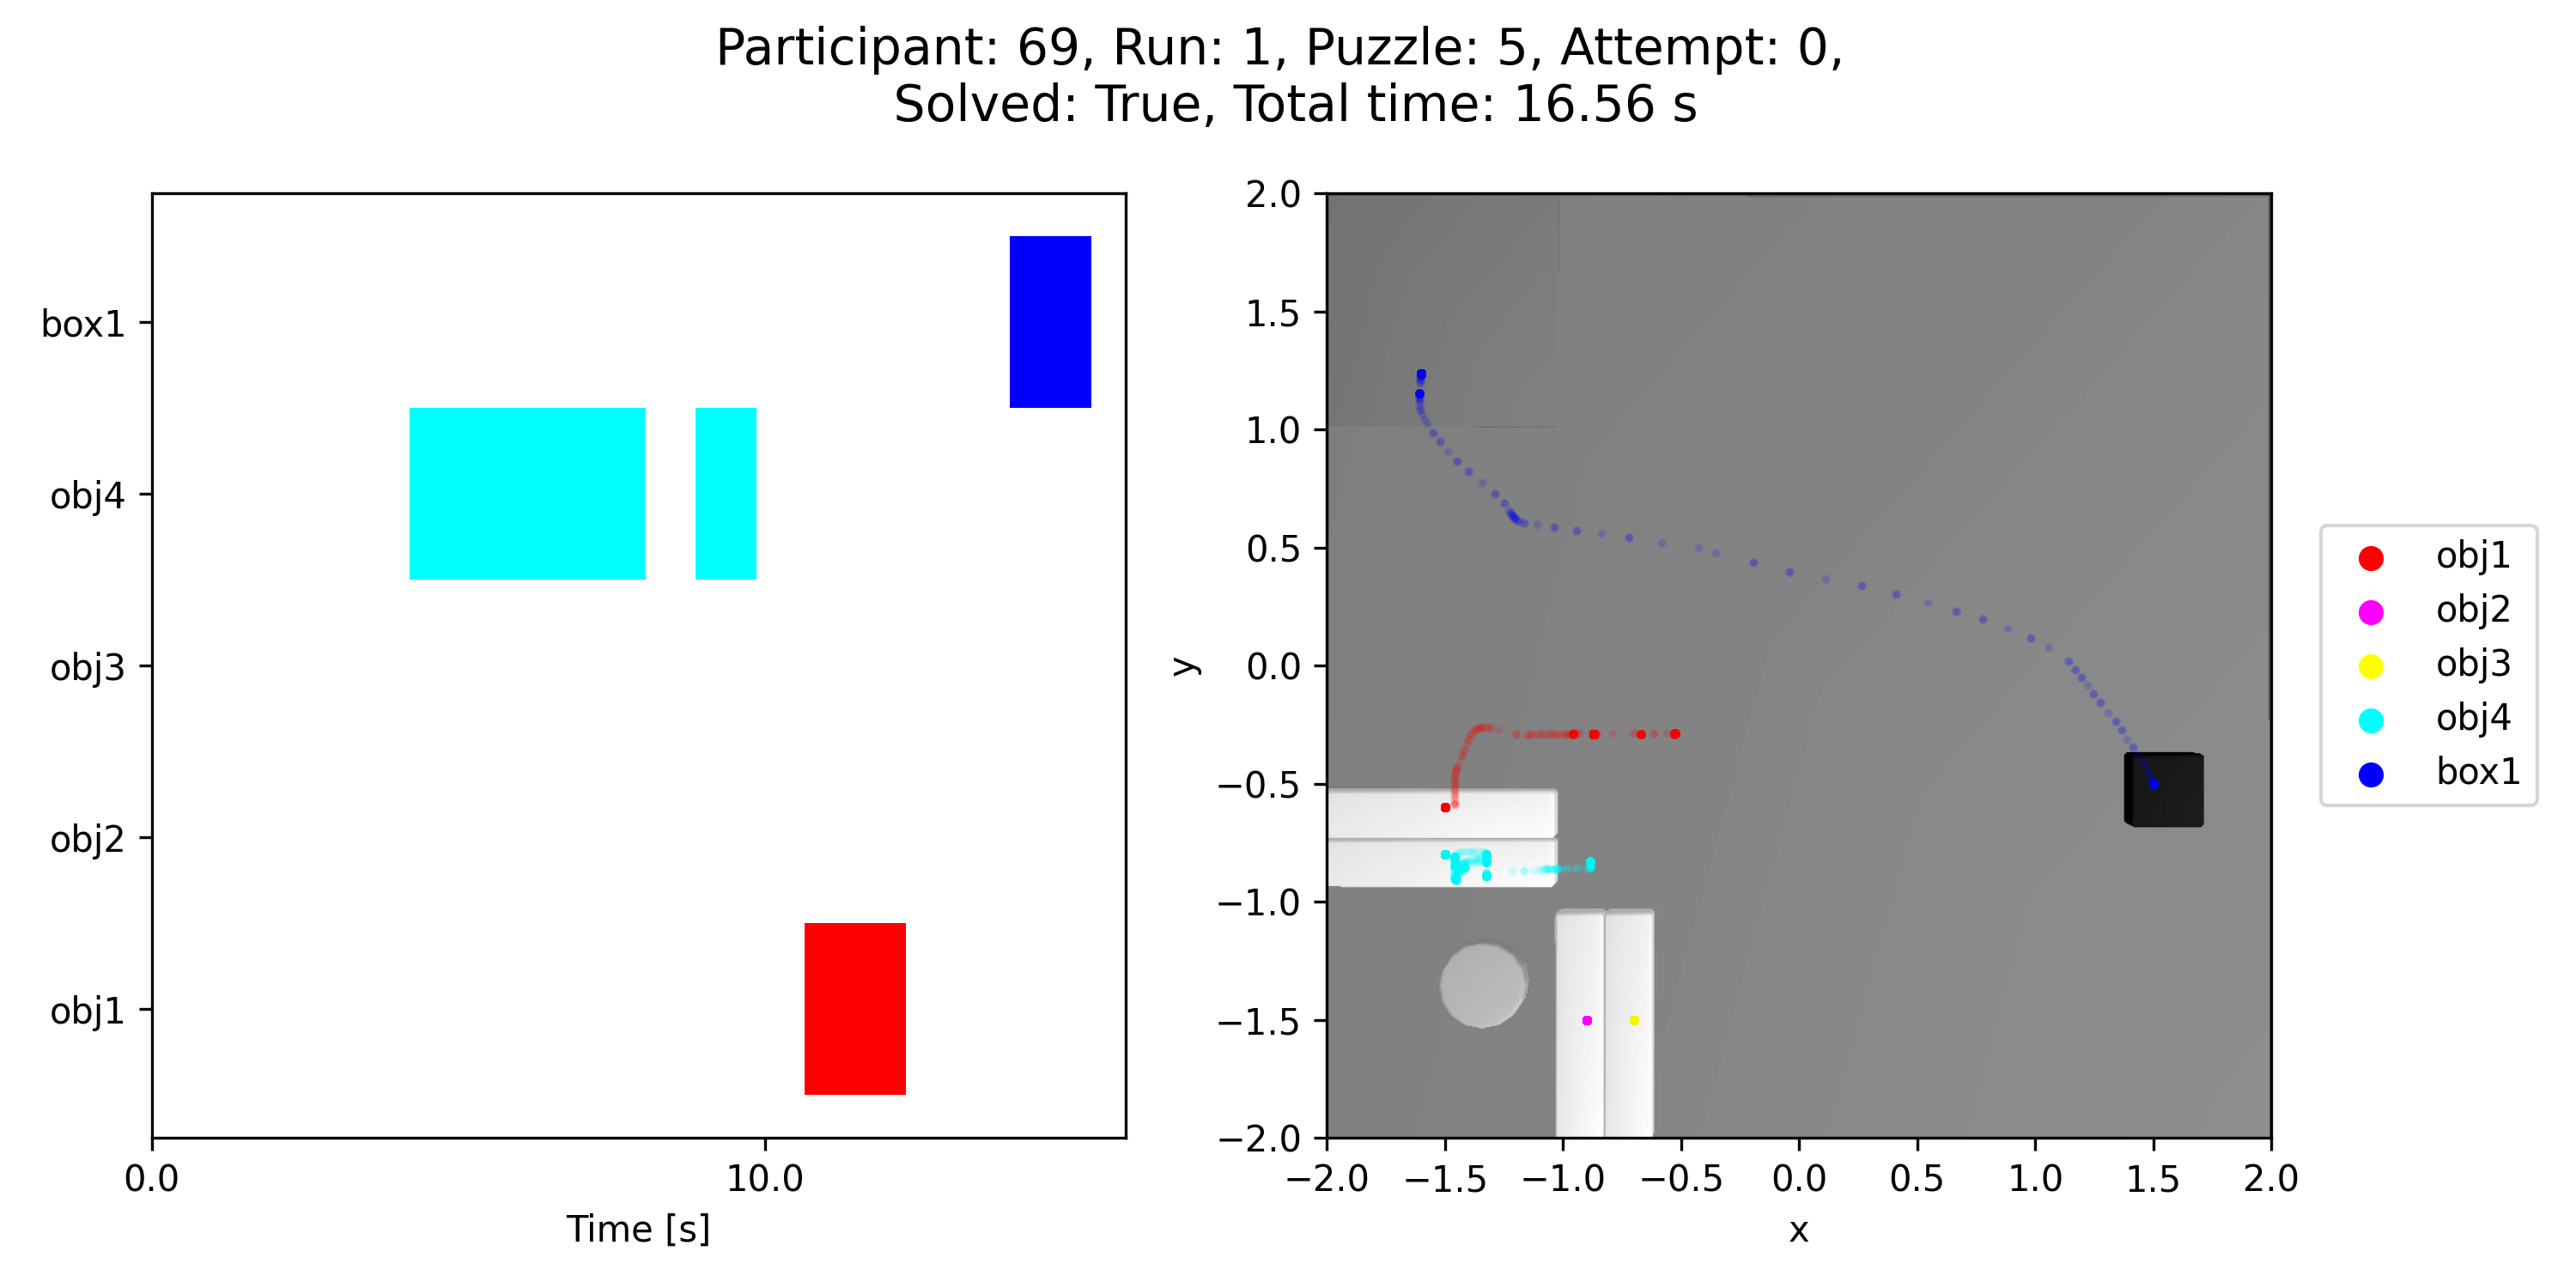 Participant: 69, Run: 1, Puzzle: 5, Attempt: 0,
Solved: True, Total time: 16.56 s
box1
obj4
obj3
obj2
obj1
0.0
10.0
Time [s]
2.0
1.5
1.0
0.5
0.0
−0.5
−1.0
−1.5
−2.0
y
−2.0
−1.5
−1.0
−0.5
0.0
0.5
1.0
1.5
2.0
x
obj1
obj2
obj3
obj4
box1